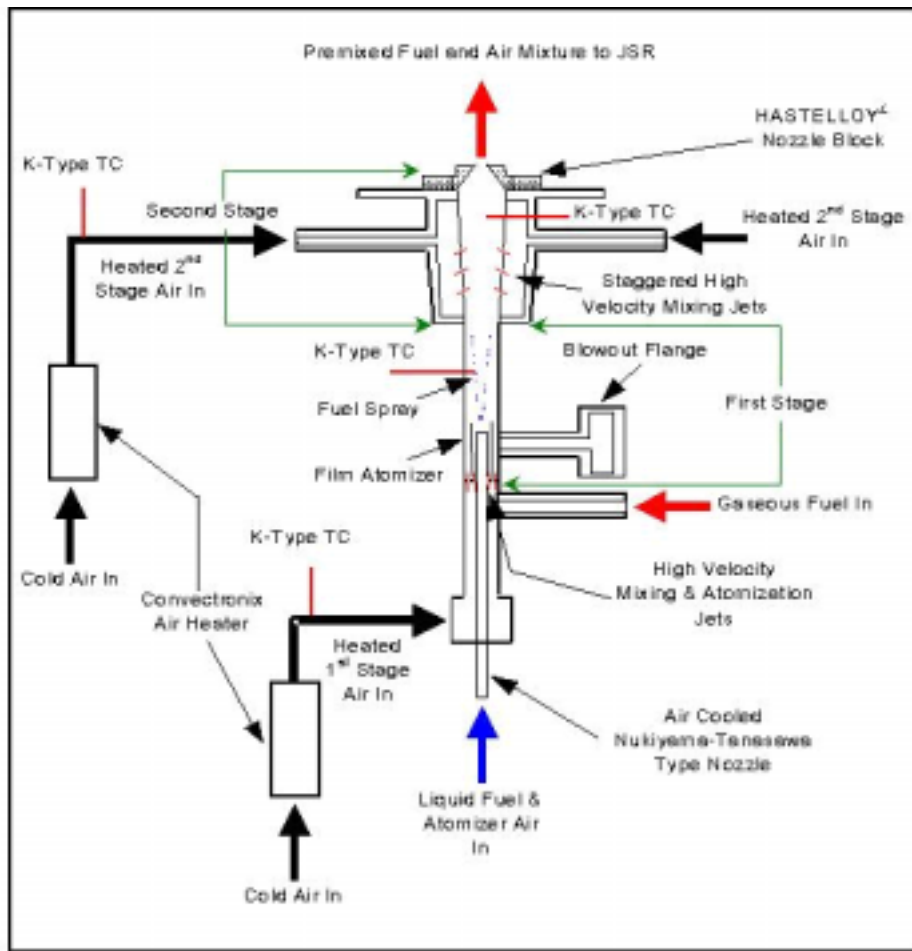 Premixed Fuel and Air Mixture to JSR
HASTELLOY
Nozzle Block
K-Type TC
Second Stage
K-Type TC
Heated 2nd Stage
Air In
Heated 2nd
Stage Air In
Staggered High
Velocity Mixing Jets
K-Type TC
Blowout Flange
Fuel Spray
First Stage
Film Atomizer
Gaseous Fuel In
K-Type TC
Cold Air In
High Velocity
Mixing & Atomization
Jets
Convectronix
Air Heater
Heated
1st Stage
Air In
Air Cooled
Nukiyama-Tanasawa
Type Nozzle
Liquid Fuel &
Atomizer Air
In
Cold Air In